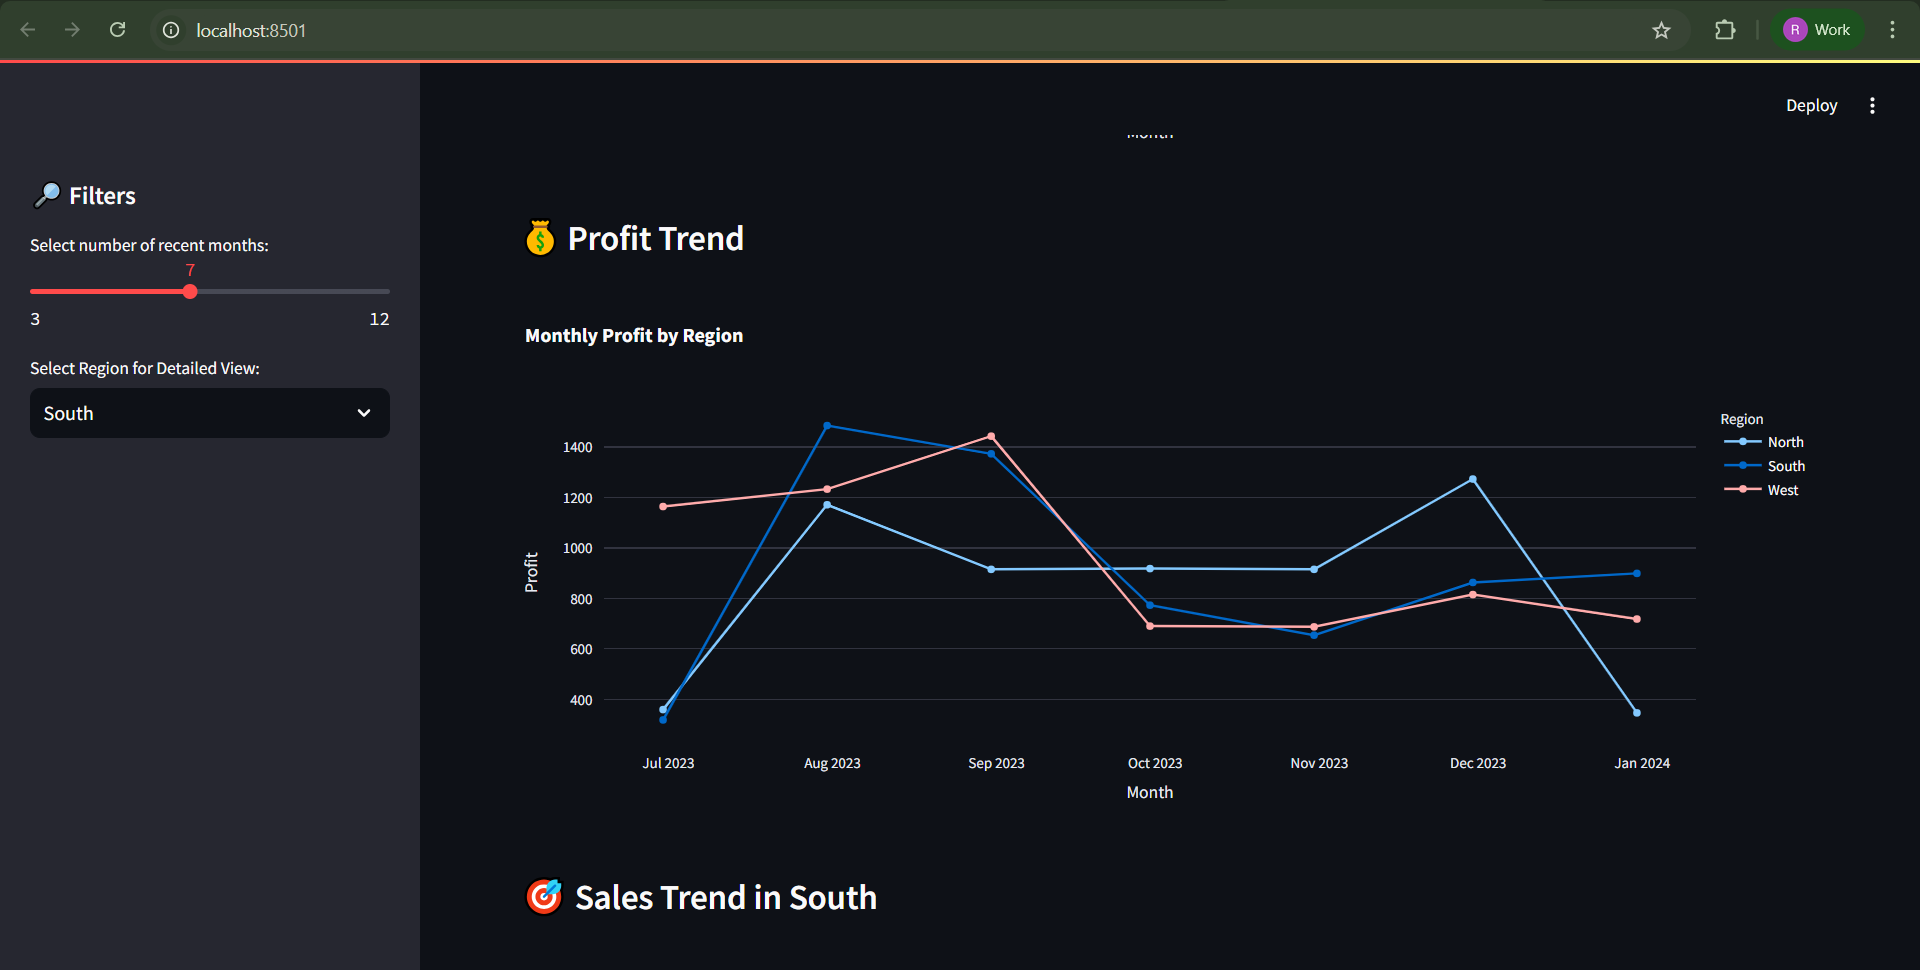 localhost:8501
R Work
Deploy
Month
Filters
Select number of recent months:
7
3 12
Select Region for Detailed View:
South
$ Profit Trend
Monthly Profit by Region
Region
North
South
West
1400
1200
1000
800
600
400
Profit
Jul 2023 Aug 2023 Sep 2023 Oct 2023 Nov 2023 Dec 2023 Jan 2024
Month
Sales Trend in South